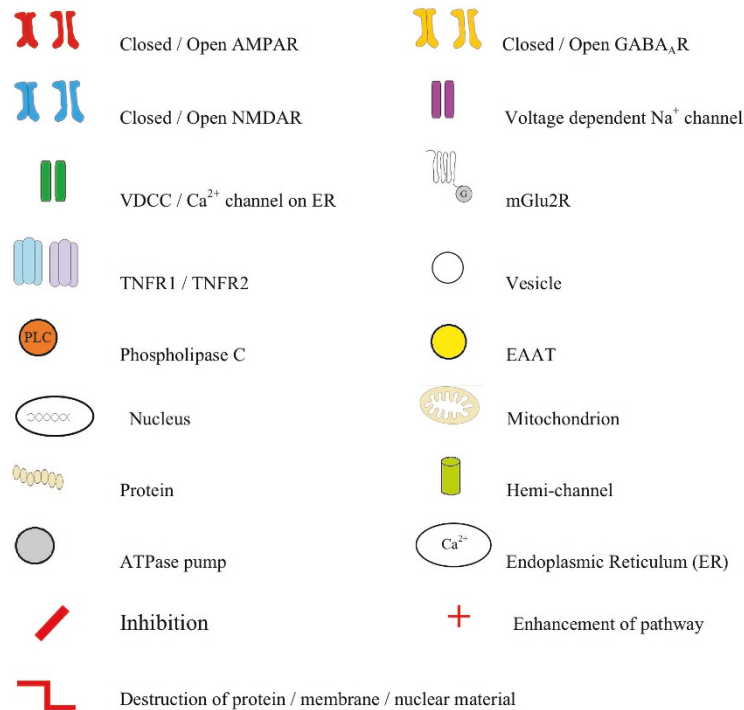 Closed / Open AMPAR
Closed / Open GABA_AR
Closed / Open NMDAR
Voltage dependent Na⁺ channel
VDCC / Ca²⁺ channel on ER
G
mGlu2R
TNFR1 / TNFR2
Vesicle
PLC
Phospholipase C
EAAT
Nucleus
Mitochondrion
Protein
Hemi-channel
ATPase pump
Ca²⁺
Endoplasmic Reticulum (ER)
Inhibition
Enhancement of pathway
Destruction of protein / membrane / nuclear material